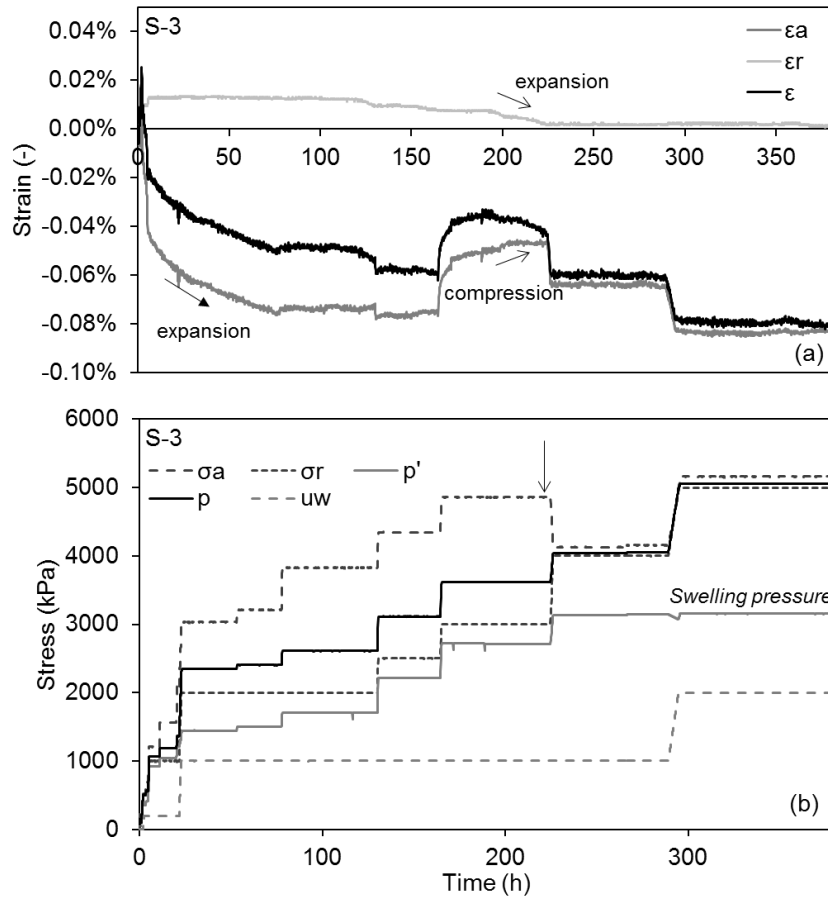 S-3
0.04%
0.02%
0.00%
-0.02%
-0.04%
-0.06%
-0.08%
-0.10%
Strain (-)
0 50 100 150 200 250 300 350
εa
εr
ε
expansion
expansion
compression
(a)
S-3
6000
5000
4000
3000
2000
1000
0
Stress (kPa)
σa σr p'
p uw
Swelling pressure
(b)
0 100 200 300
Time (h)